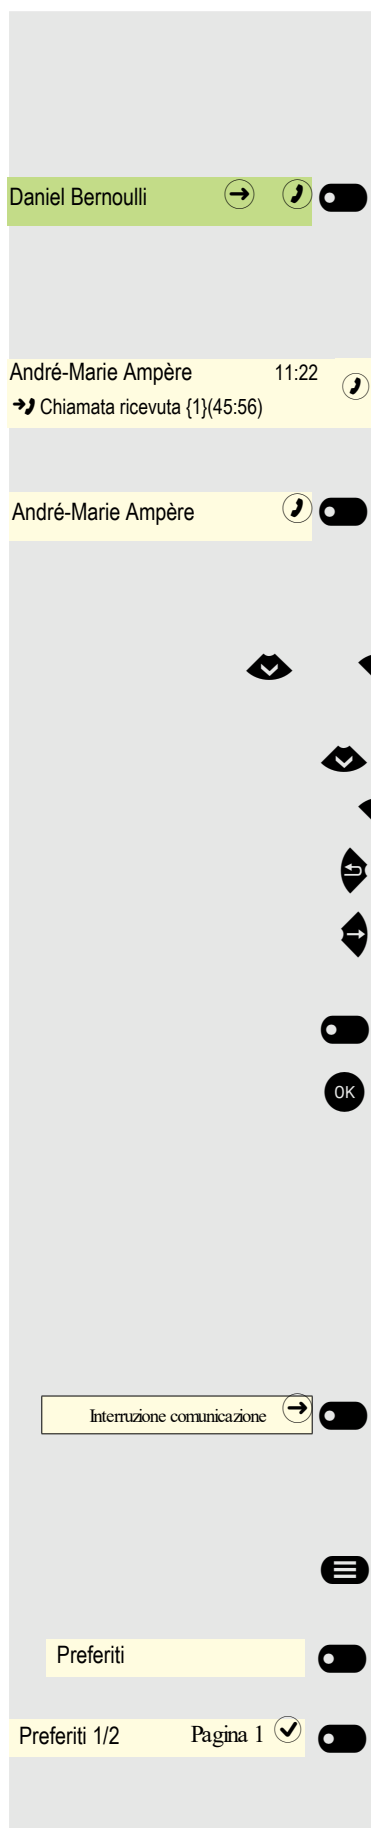 Daniel Bernoulli
André-Marie Ampère 11:22
Chiamata ricevuta {1}(45:56)
André-Marie Ampère
OK
Interruzione comunicazione
Preferiti
Preferiti 1/2 Pagina 1